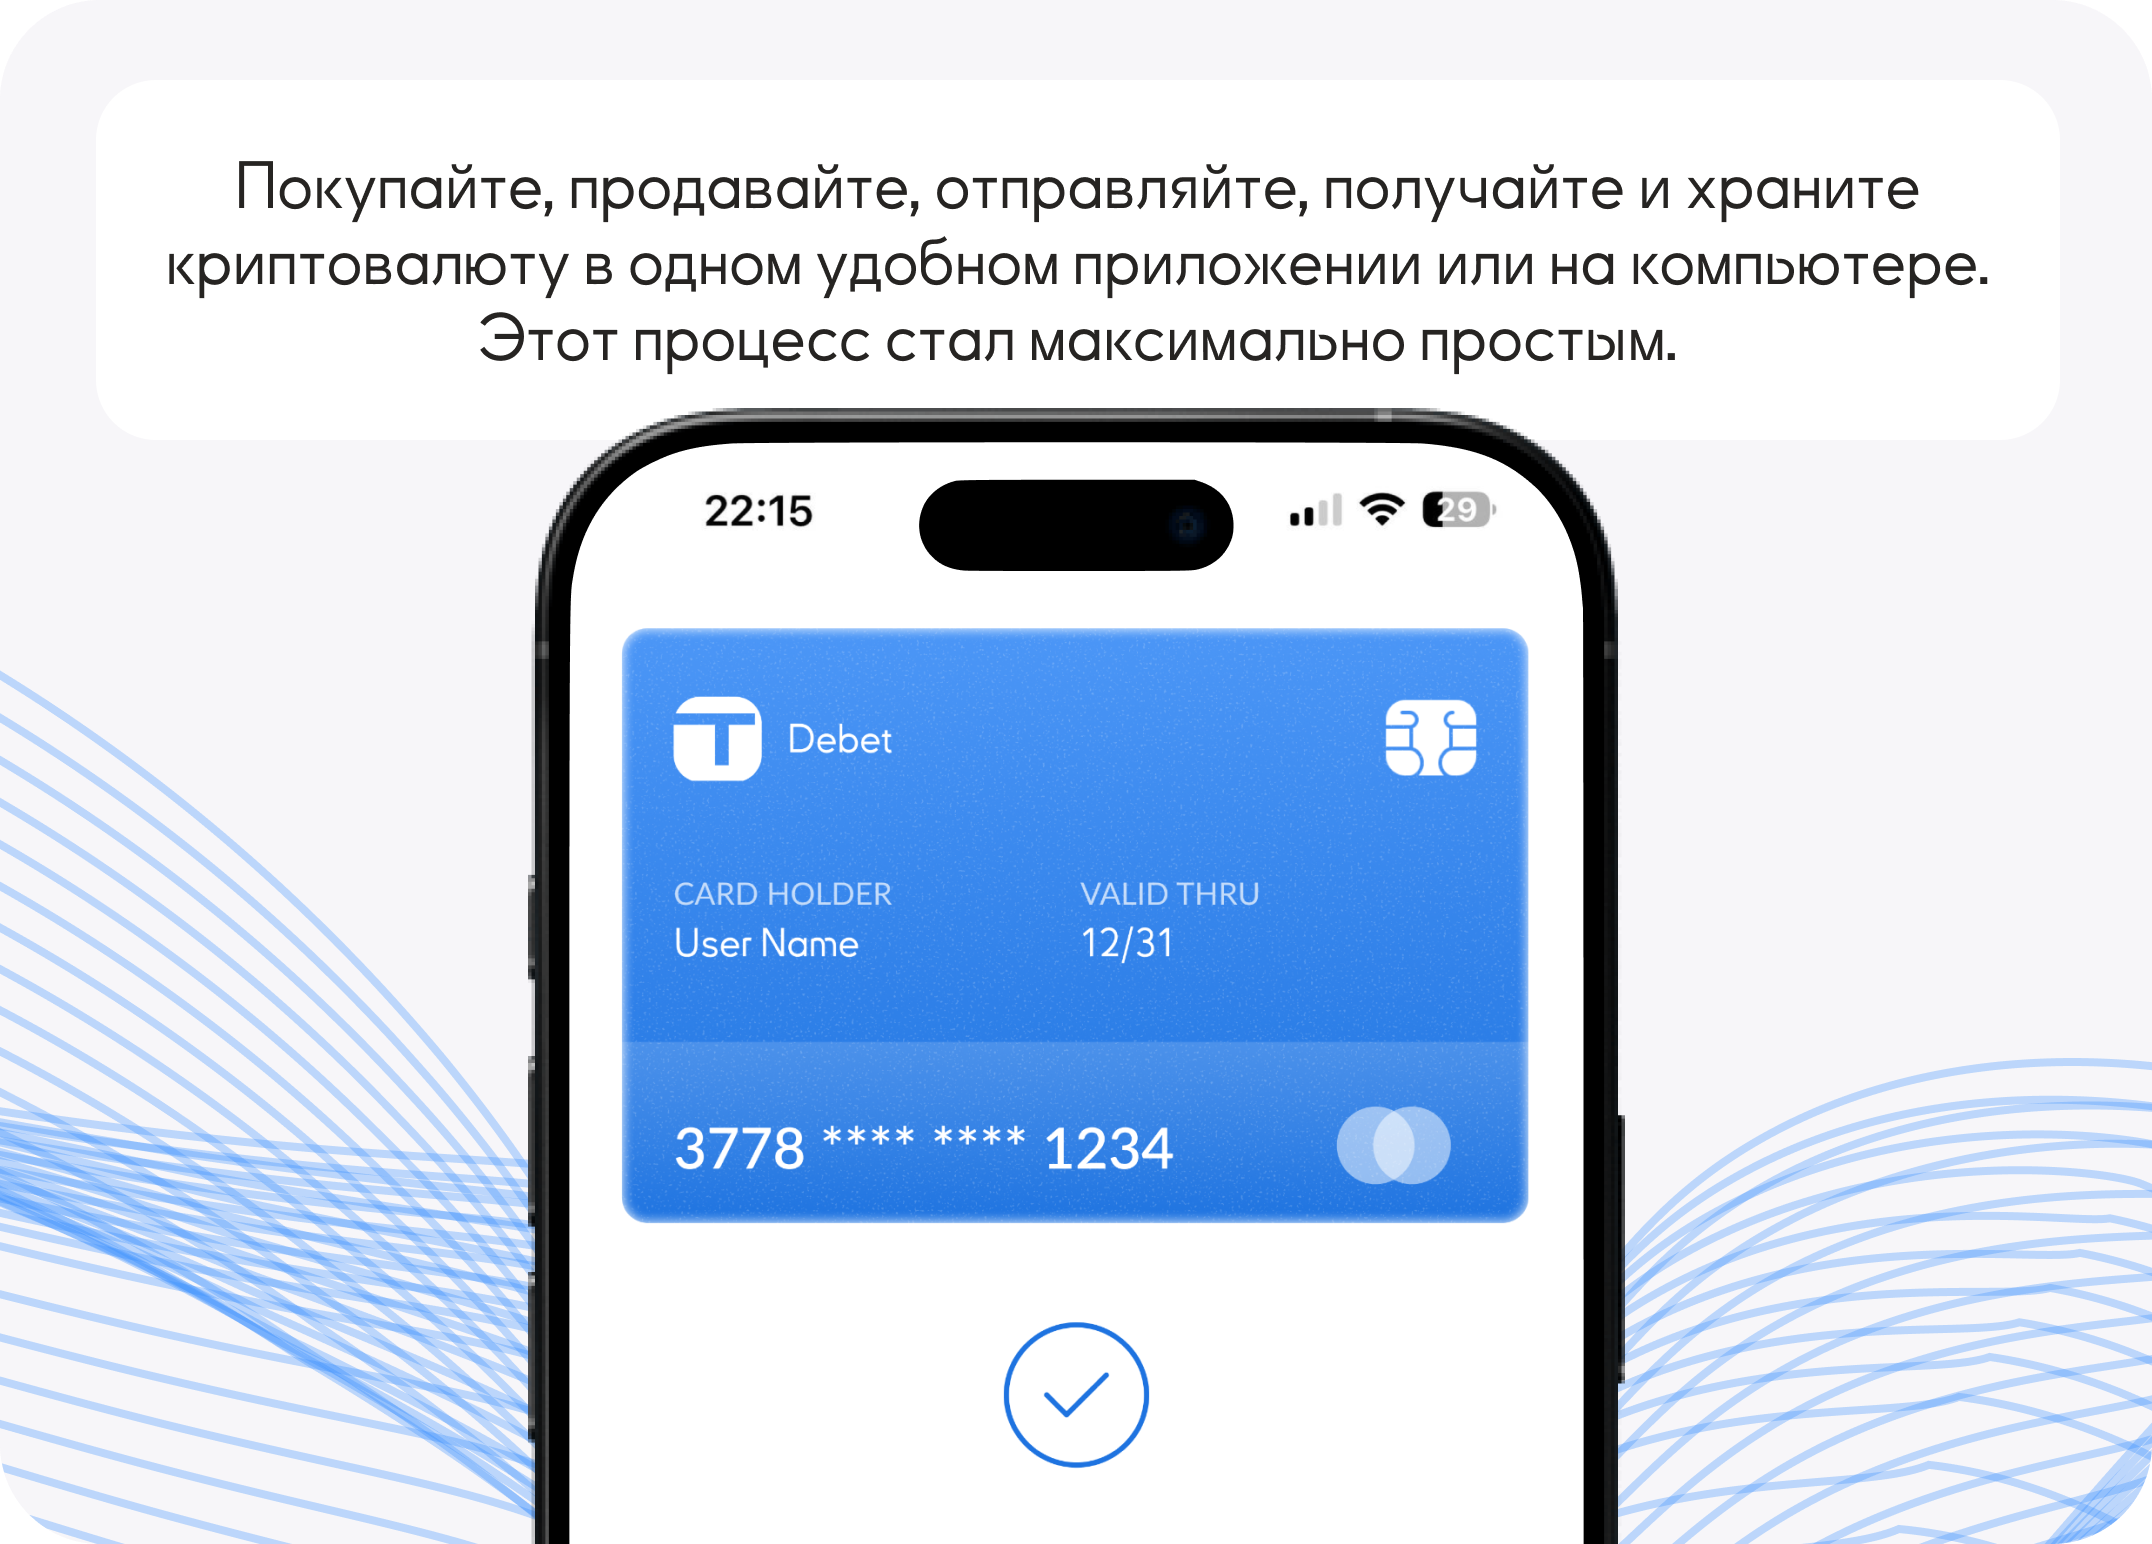 Покупайте, продавайте, отправляйте, получайте и храните
криптовалюту в одном удобном приложении или на компьютере.
Этот процесс стал максимально простым.
22:15
29
T Debet
CARD HOLDER VALID THRU
User Name 12/31
3778 **** **** 1234